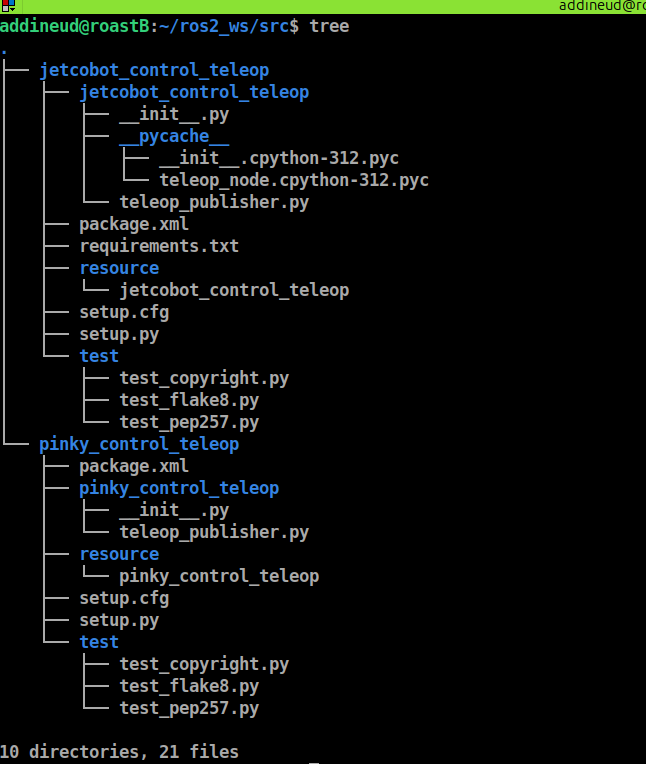 addineud@ro
addineud@roastB:~/ros2_ws/src$ tree
.
├── jetcobot_control_teleop
│   ├── jetcobot_control_teleop
│   │   ├── __init__.py
│   │   ├── __pycache__
│   │   │   ├── __init__.cpython-312.pyc
│   │   │   └── teleop_node.cpython-312.pyc
│   │   └── teleop_publisher.py
│   ├── package.xml
│   ├── requirements.txt
│   ├── resource
│   │   └── jetcobot_control_teleop
│   ├── setup.cfg
│   ├── setup.py
│   └── test
│       ├── test_copyright.py
│       ├── test_flake8.py
│       └── test_pep257.py
└── pinky_control_teleop
    ├── package.xml
    ├── pinky_control_teleop
    │   ├── __init__.py
    │   └── teleop_publisher.py
    ├── resource
    │   └── pinky_control_teleop
    ├── setup.cfg
    ├── setup.py
    └── test
        ├── test_copyright.py
        ├── test_flake8.py
        └── test_pep257.py

10 directories, 21 files